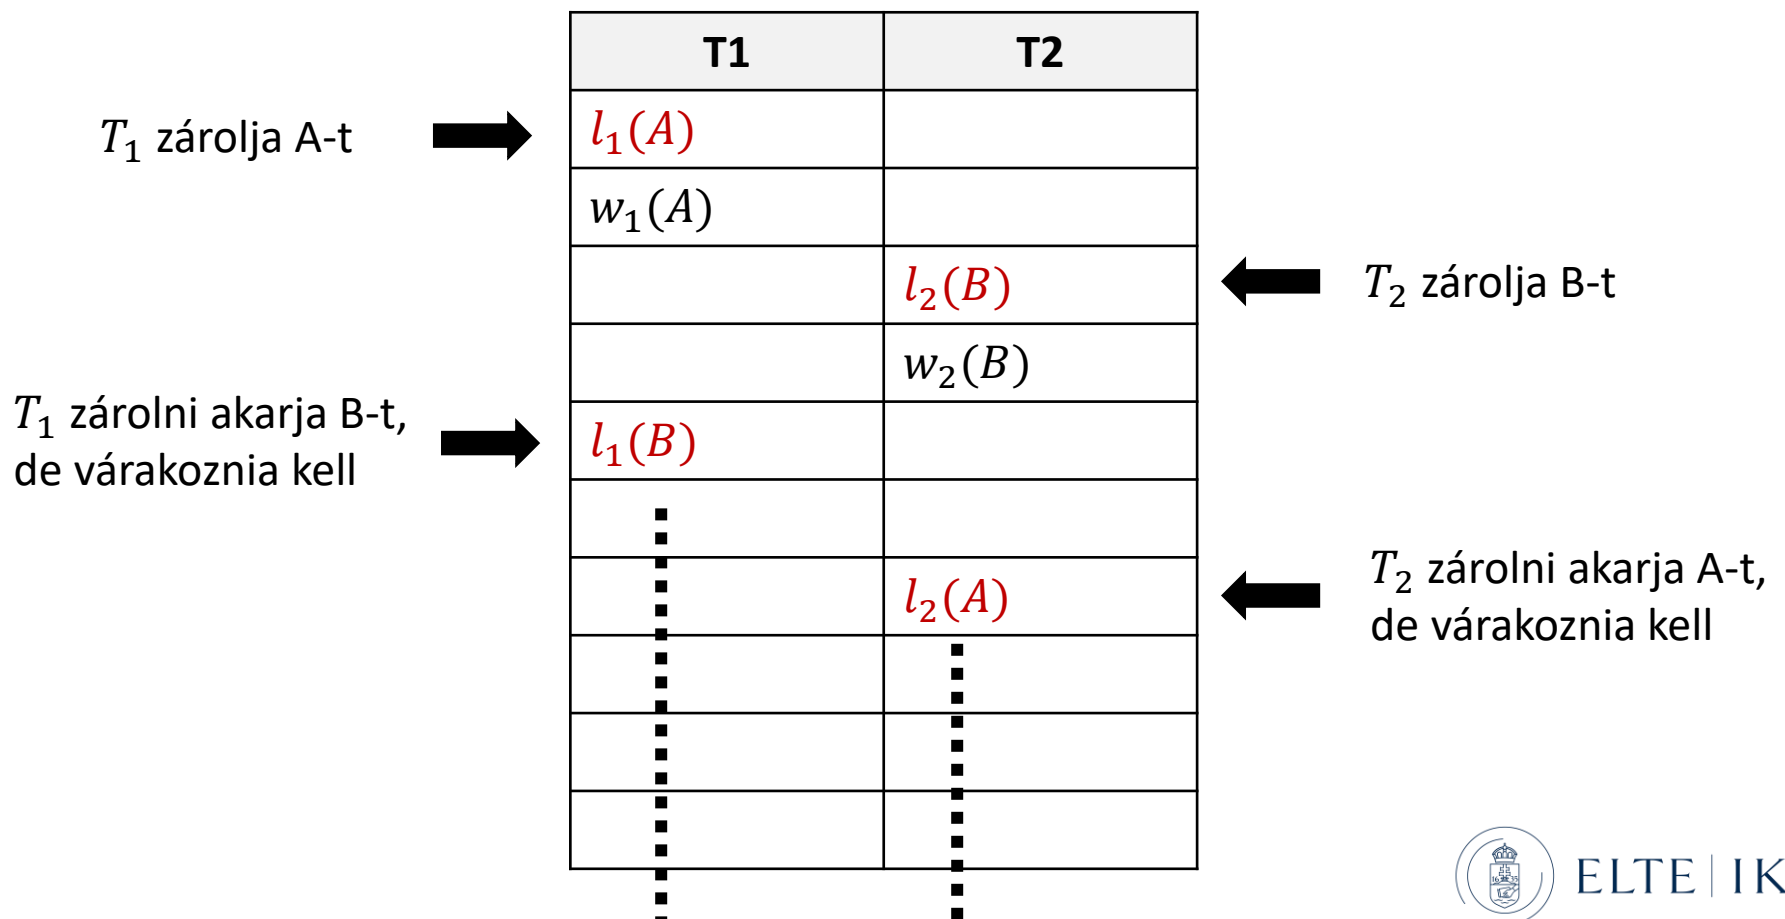 T1 T2
T₁ zárolja A-t
l₁(A)
w₁(A)
l₂(B)
T₂ zárolja B-t
w₂(B)
T₁ zárolni akarja B-t,
de várakoznia kell
l₁(B)
l₂(A)
T₂ zárolni akarja A-t,
de várakoznia kell
ELTE | IK